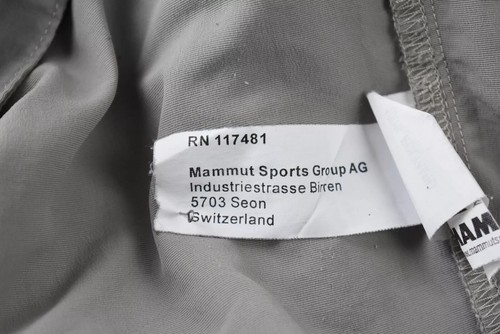 RN 117481
Mammut Sports Group AG
Industriestrasse Birren
5703 Seon
Switzerland